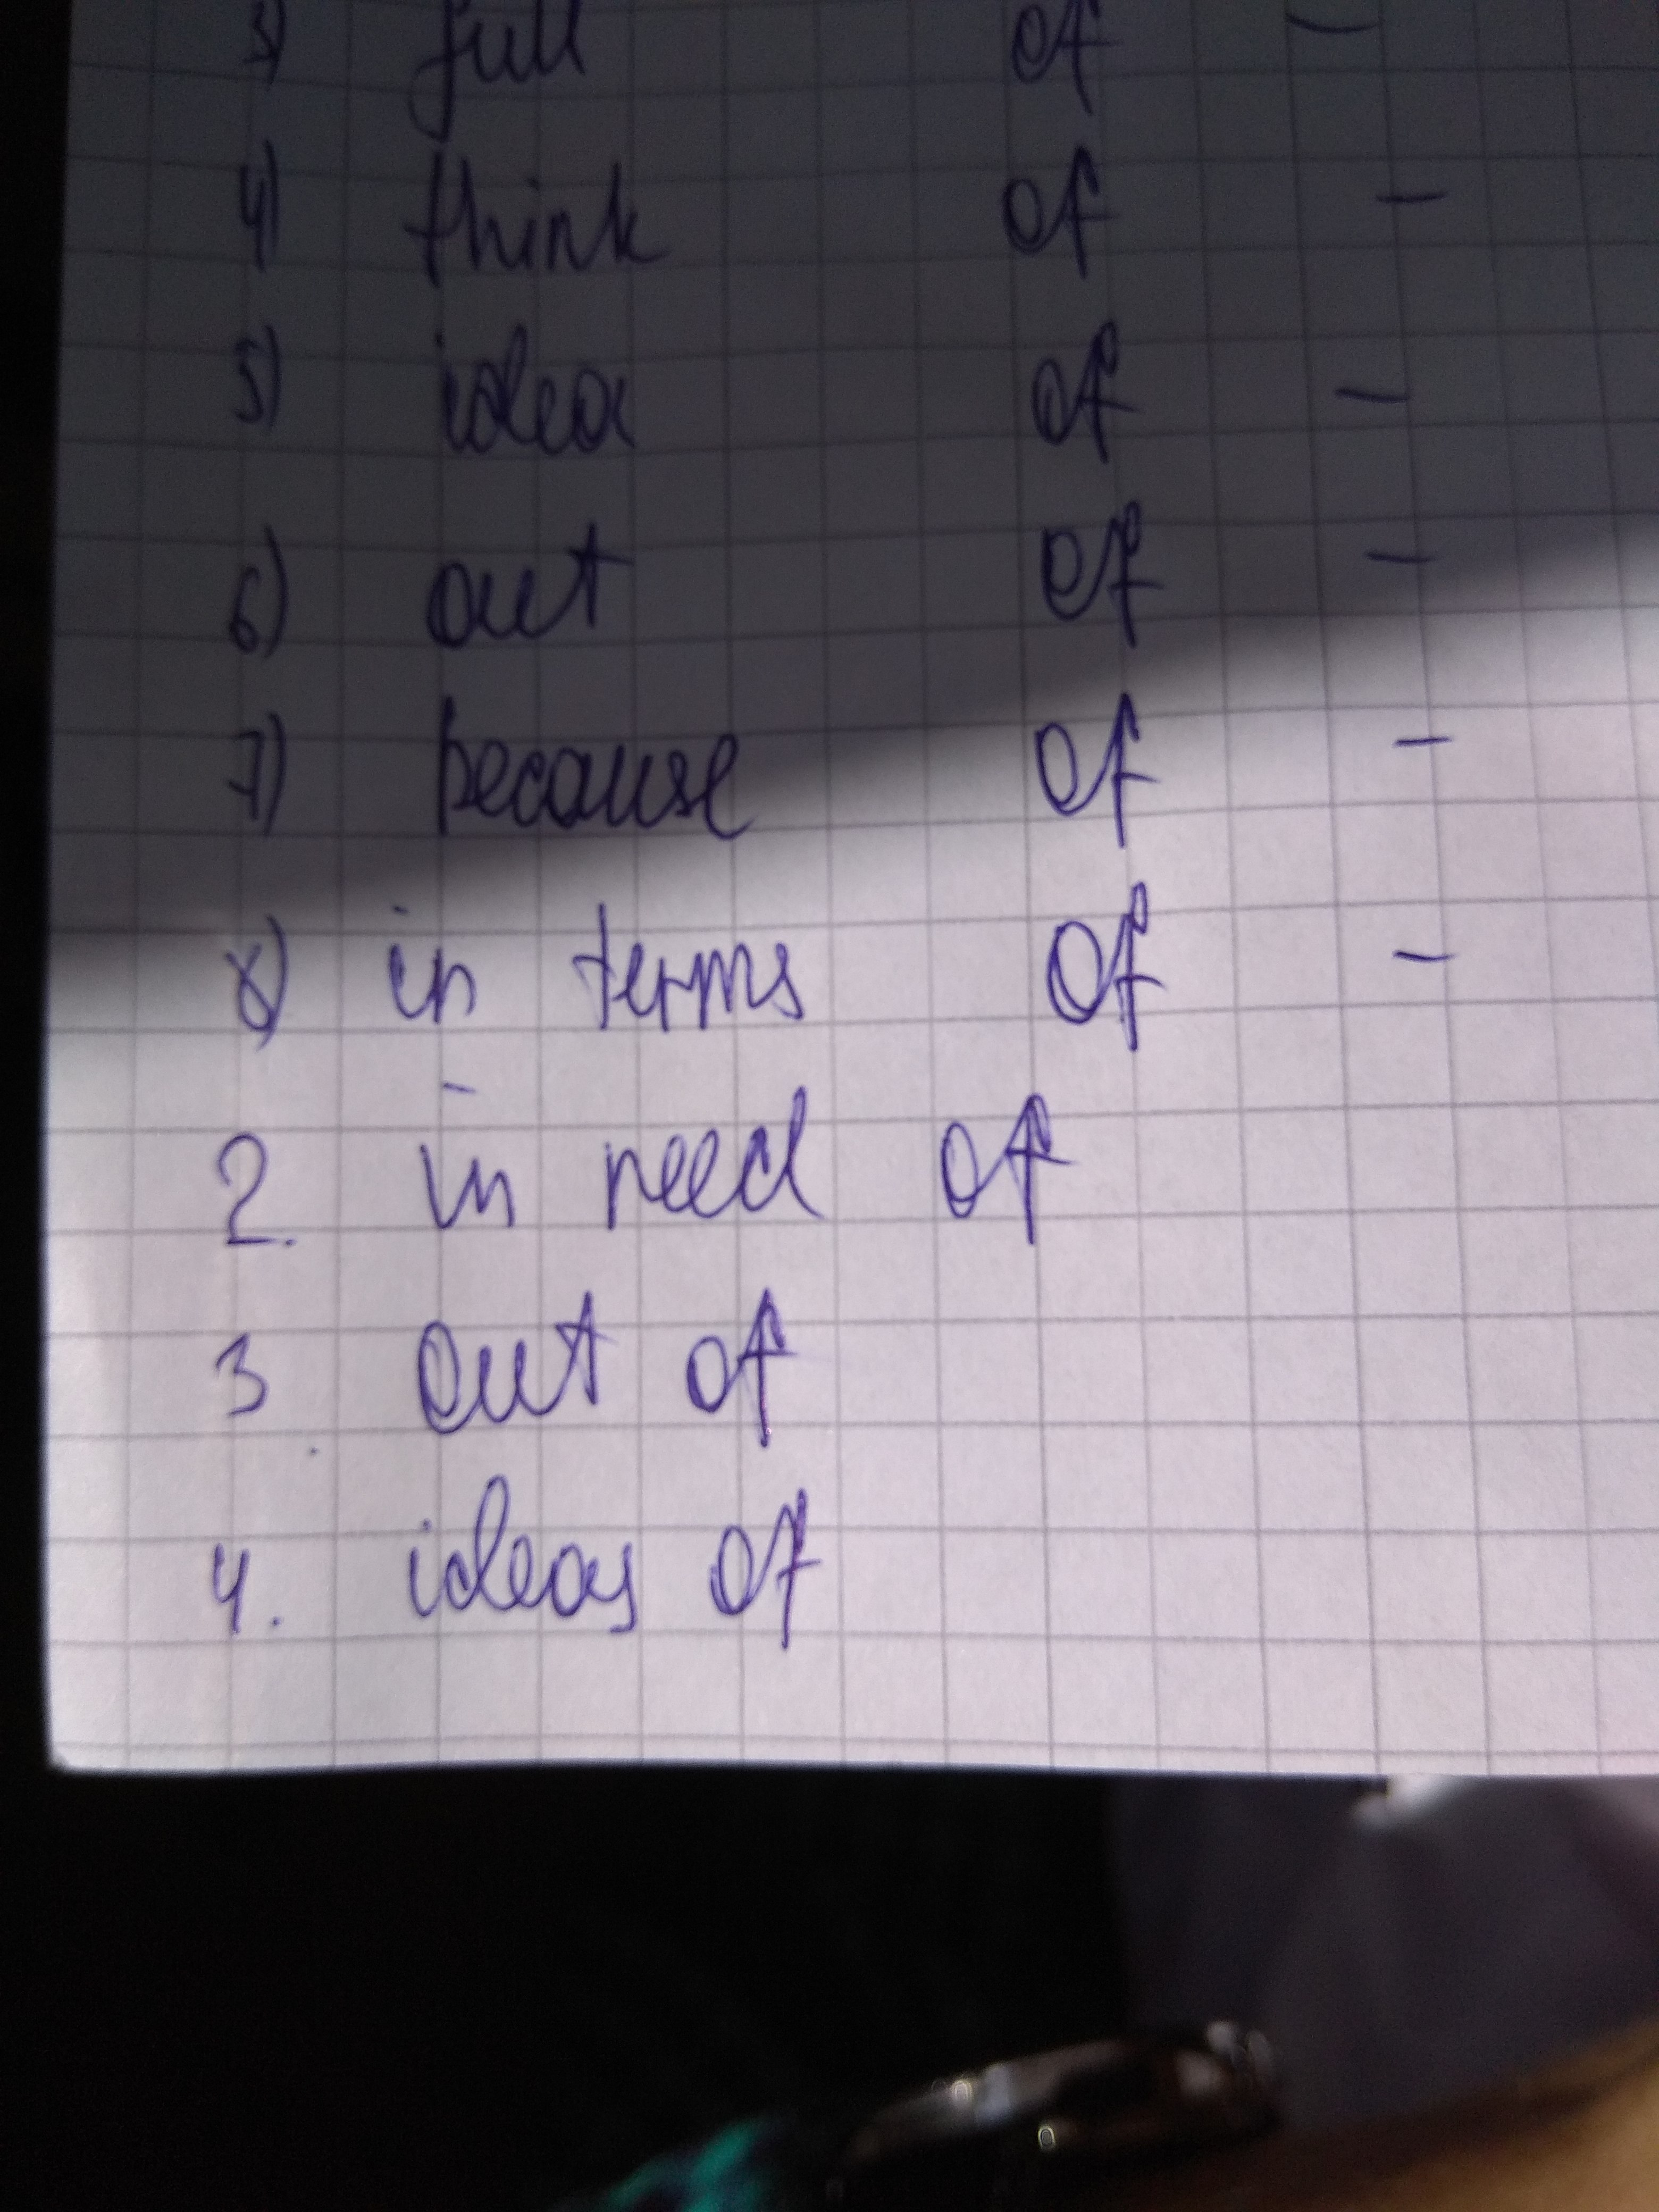 3) full of -
4) think of -
5) idea of -
6) out of -
7) because of -
8) in terms of -
2. in need of
3. out of
4. ideas of